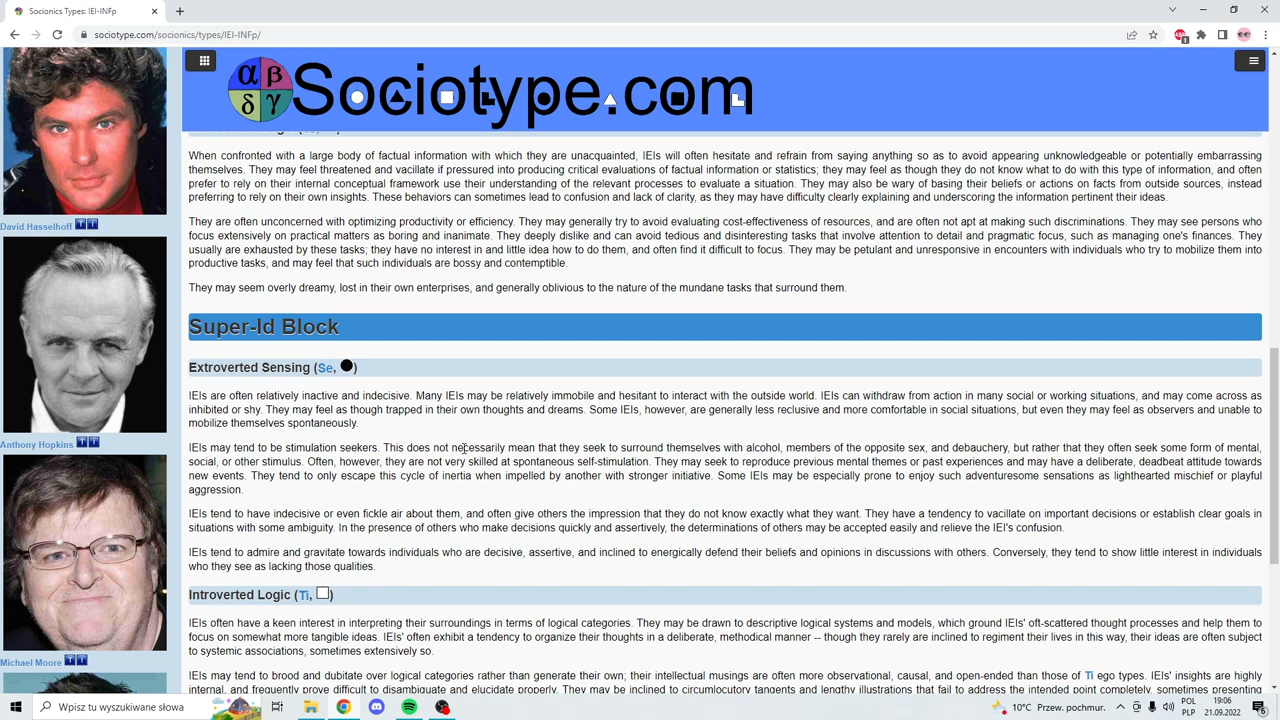 Socionics Types: IEI-INFp
sociotype.com/socionics/types/IEI-INFp/
α β
δ γ
Sociotype.com
When confronted with a large body of factual information with which they are unacquainted, IEIs will often hesitate and refrain from saying anything so as to avoid appearing unknowledgeable or potentially embarrassing
themselves. They may feel threatened and vacillate if pressured into producing critical evaluations of factual information or statistics; they may feel as though they do not know what to do with this type of information, and often
prefer to rely on their internal conceptual framework use their understanding of the relevant processes to evaluate a situation. They may also be wary of basing their beliefs or actions on facts from outside sources, instead
preferring to rely on their own insights. These behaviors can sometimes lead to confusion and lack of clarity, as they may have difficulty clearly explaining and underscoring the information pertinent their ideas.
They are often unconcerned with optimizing productivity or efficiency. They may generally try to avoid evaluating cost-effectiveness of resources, and are often not apt at making such discriminations. They may see persons who
focus extensively on practical matters as boring and inanimate. They deeply dislike and can avoid tedious and disinteresting tasks that involve attention to detail and pragmatic focus, such as managing one's finances. They
usually are exhausted by these tasks; they have no interest in and little idea how to do them, and often find it difficult to focus. They may be petulant and unresponsive in encounters with individuals who try to mobilize them into
productive tasks, and may feel that such individuals are bossy and contemptible.
They may seem overly dreamy, lost in their own enterprises, and generally oblivious to the nature of the mundane tasks that surround them.
Super-Id Block
Extroverted Sensing (Se, )
IEIs are often relatively inactive and indecisive. Many IEIs may be relatively immobile and hesitant to interact with the outside world. IEIs can withdraw from action in many social or working situations, and may come across as
inhibited or shy. They may feel as though trapped in their own thoughts and dreams. Some IEIs, however, are generally less reclusive and more comfortable in social situations, but even they may feel as observers and unable to
mobilize themselves spontaneously.
IEIs may tend to be stimulation seekers. This does not necessarily mean that they seek to surround themselves with alcohol, members of the opposite sex, and debauchery, but rather that they often seek some form of mental,
social, or other stimulus. Often, however, they are not very skilled at spontaneous self-stimulation. They may seek to reproduce previous mental themes or past experiences and may have a deliberate, deadbeat attitude towards
new events. They tend to only escape this cycle of inertia when impelled by another with stronger initiative. Some IEIs may be especially prone to enjoy such adventuresome sensations as lighthearted mischief or playful
aggression.
IEIs tend to have indecisive or even fickle air about them, and often give others the impression that they do not know exactly what they want. They have a tendency to vacillate on important decisions or establish clear goals in
situations with some ambiguity. In the presence of others who make decisions quickly and assertively, the determinations of others may be accepted easily and relieve the IEI's confusion.
IEIs tend to admire and gravitate towards individuals who are decisive, assertive, and inclined to energically defend their beliefs and opinions in discussions with others. Conversely, they tend to show little interest in individuals
who they see as lacking those qualities.
Introverted Logic (Ti, )
IEIs often have a keen interest in interpreting their surroundings in terms of logical categories. They may be drawn to descriptive logical systems and models, which ground IEIs' oft-scattered thought processes and help them to
focus on somewhat more tangible ideas. IEIs' often exhibit a tendency to organize their thoughts in a deliberate, methodical manner -- though they rarely are inclined to regiment their lives in this way, their ideas are often subject
to systemic associations, sometimes extensively so.
IEIs may tend to brood and dubitate over logical categories rather than generate their own; their intellectual musings are often more observational, causal, and open-ended than those of Ti ego types. IEIs' insights are highly
internal, and frequently prove difficult to disambiguate and elucidate properly. They may be inclined to circumlocutory tangents and lengthy illustrations that fail to address the intended point completely, sometimes presenting
David Hasselhoff
Anthony Hopkins
Michael Moore
Wpisz tu wyszukiwane słowa
10°C Przew. pochmur.
POL
PLP
19:06
21.09.2022
6